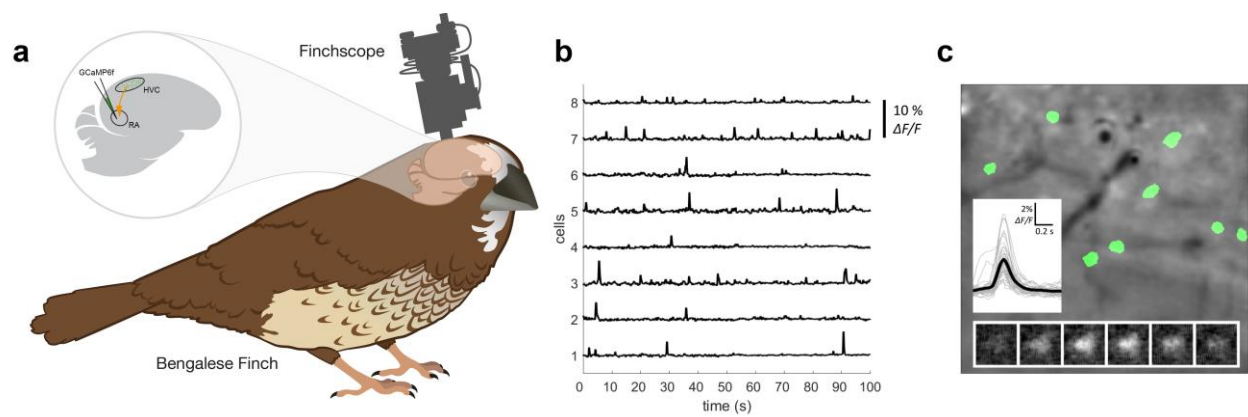 a
Finchscope
GCaMP6f
HVC
RA
Bengalese Finch
b
8
7
6
5
4
3
2
1
cells
10 %
ΔF/F
0 10 20 30 40 50 60 70 80 90 100
time (s)
c
2%
ΔF/F
0.2 s